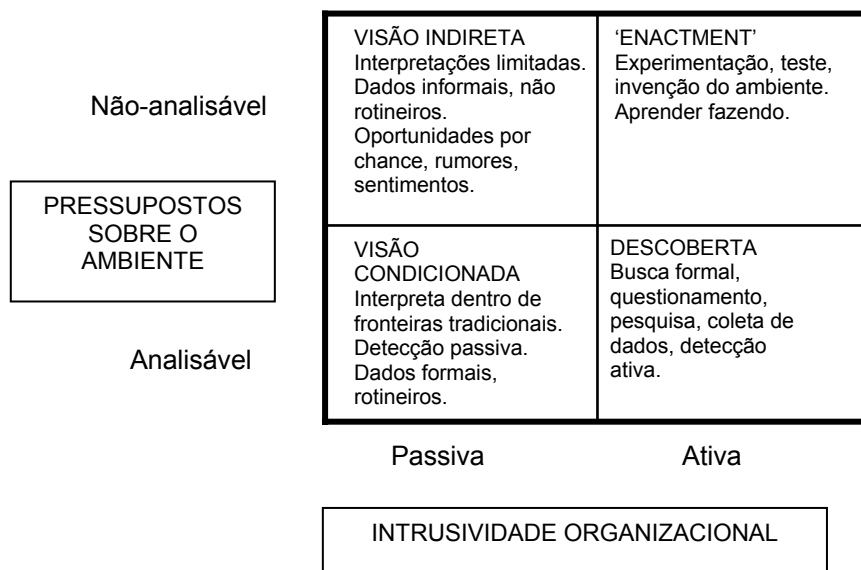 VISÃO INDIRETA
Interpretações limitadas.
Dados informais, não
rotineiros.
Oportunidades por
chance, rumores,
sentimentos.
‘ENACTMENT’
Experimentação, teste,
invenção do ambiente.
Aprender fazendo.
Não-analisável
PRESSUPOSTOS
SOBRE O
AMBIENTE
Analisável
VISÃO
CONDICIONADA
Interpreta dentro de
fronteiras tradicionais.
Detecção passiva.
Dados formais,
rotineiros.
DESCOBERTA
Busca formal,
questionamento,
pesquisa, coleta de
dados, detecção
ativa.
Passiva
Ativa
INTRUSIVIDADE ORGANIZACIONAL